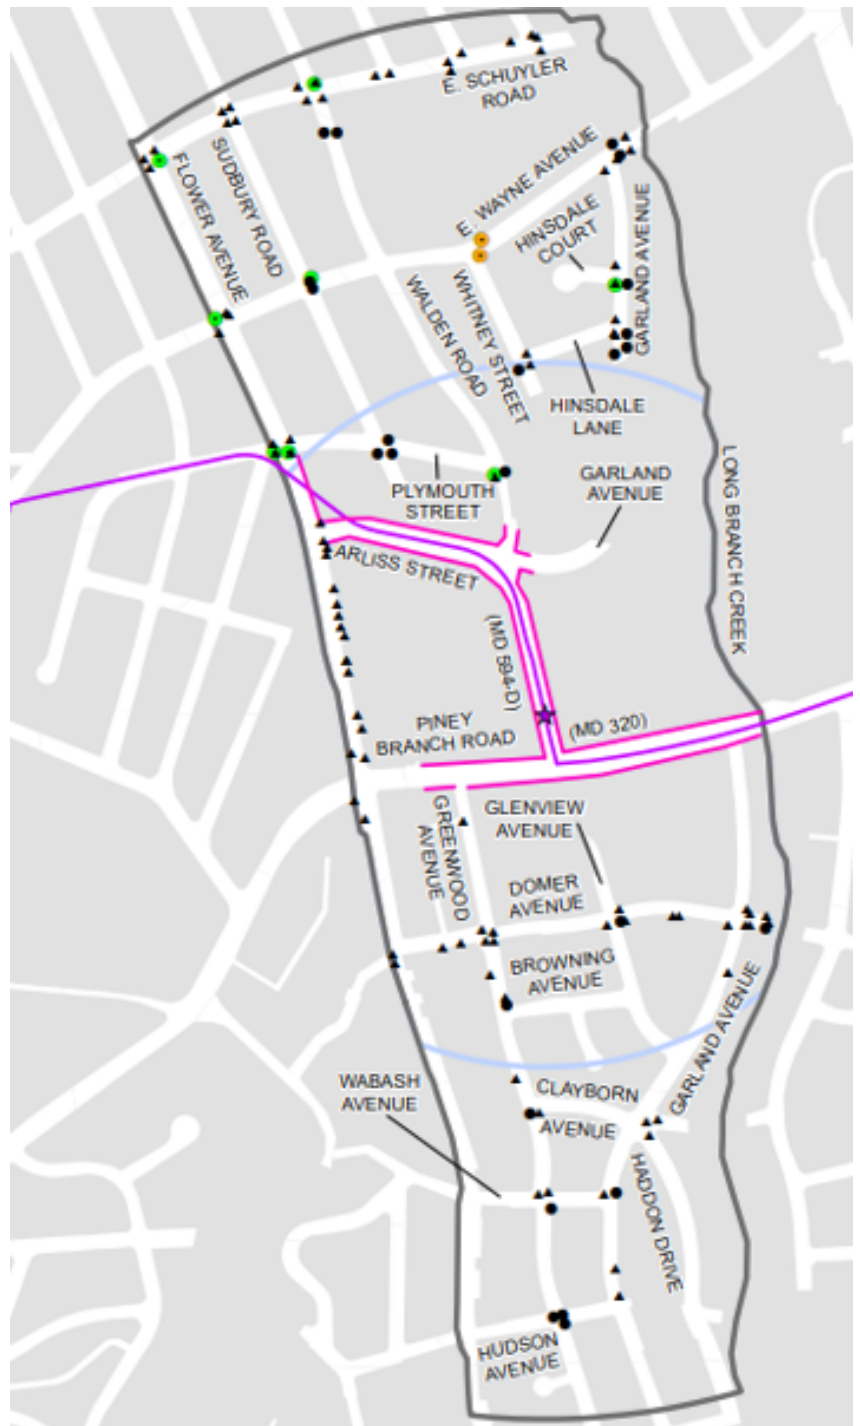 E. SCHUYLER
ROAD
FLOWER AVENUE
SUDBURY ROAD
E. WAYNE AVENUE
HINSDALE
COURT
GARLAND AVENUE
WALDEN ROAD
WHITNEY STREET
HINSDALE
LANE
PLYMOUTH
STREET
GARLAND
AVENUE
LONG BRANCH CREEK
ARLISS STREET
(MD 594-D)
(MD 320)
PINEY
BRANCH ROAD
GREENWOOD
AVENUE
GLENVIEW
AVENUE
DOMER
AVENUE
BROWNING
AVENUE
GARLAND AVENUE
WABASH
AVENUE
CLAYBORN
AVENUE
HADDON DRIVE
HUDSON
AVENUE